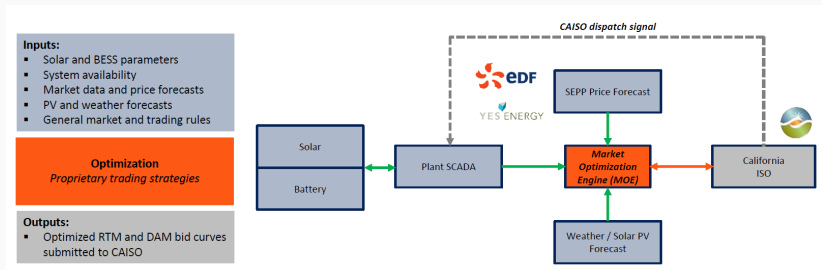 Inputs:
▪ Solar and BESS parameters
▪ System availability
▪ Market data and price forecasts
▪ PV and weather forecasts
▪ General market and trading rules
Optimization
Proprietary trading strategies
Outputs:
▪ Optimized RTM and DAM bid curves
submitted to CAISO
CAISO dispatch signal
eDF
YES ENERGY
SEPP Price Forecast
Solar
Battery
Plant SCADA
Market
Optimization
Engine (MOE)
California
ISO
Weather / Solar PV
Forecast